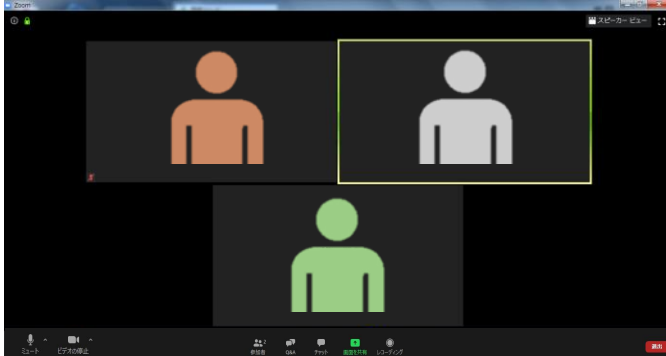 Zoom
スピーカー ビュー
ミュート
ビデオの停止
参加者
Q&A
チャット
画面を共有
レコーディング
退出